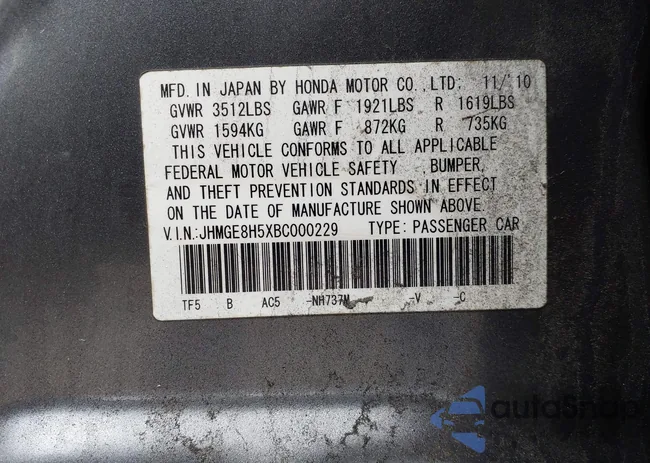 MFD. IN JAPAN BY HONDA MOTOR CO.,LTD: 11/'10
GVWR 3512LBS GAWR F 1921LBS R 1619LBS
GVWR 1594KG GAWR F 872KG R 735KG
THIS VEHICLE CONFORMS TO ALL APPLICABLE
FEDERAL MOTOR VEHICLE SAFETY ,BUMPER,
AND THEFT PREVENTION STANDARDS IN EFFECT
ON THE DATE OF MANUFACTURE SHOWN ABOVE.
V.I.N:JHMGE8H5XBC000229 TYPE: PASSENGER CAR
TF5 B AC5 -NH737M -V -C
autoSnap